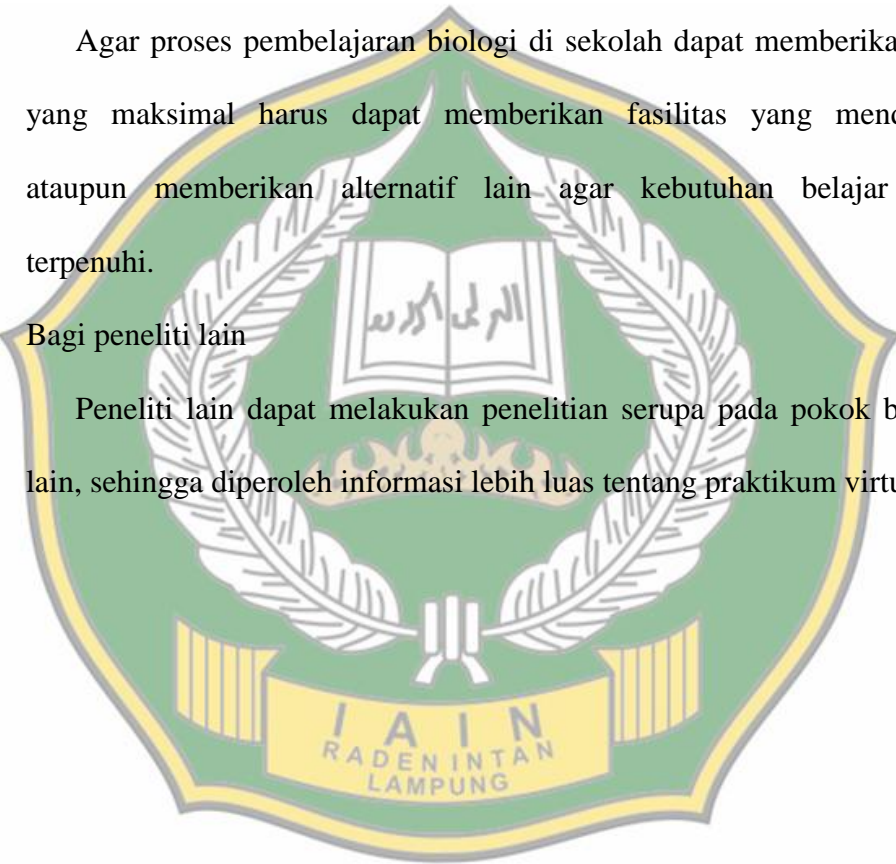 Agar proses pembelajaran biologi di sekolah dapat memberika
yang maksimal harus dapat memberikan fasilitas yang mend
ataupun memberikan alternatif lain agar kebutuhan belajar
terpenuhi.
Bagi peneliti lain
Peneliti lain dapat melakukan penelitian serupa pada pokok b
lain, sehingga diperoleh informasi lebih luas tentang praktikum virtu
I A I N
RADEN INTAN
LAMPUNG